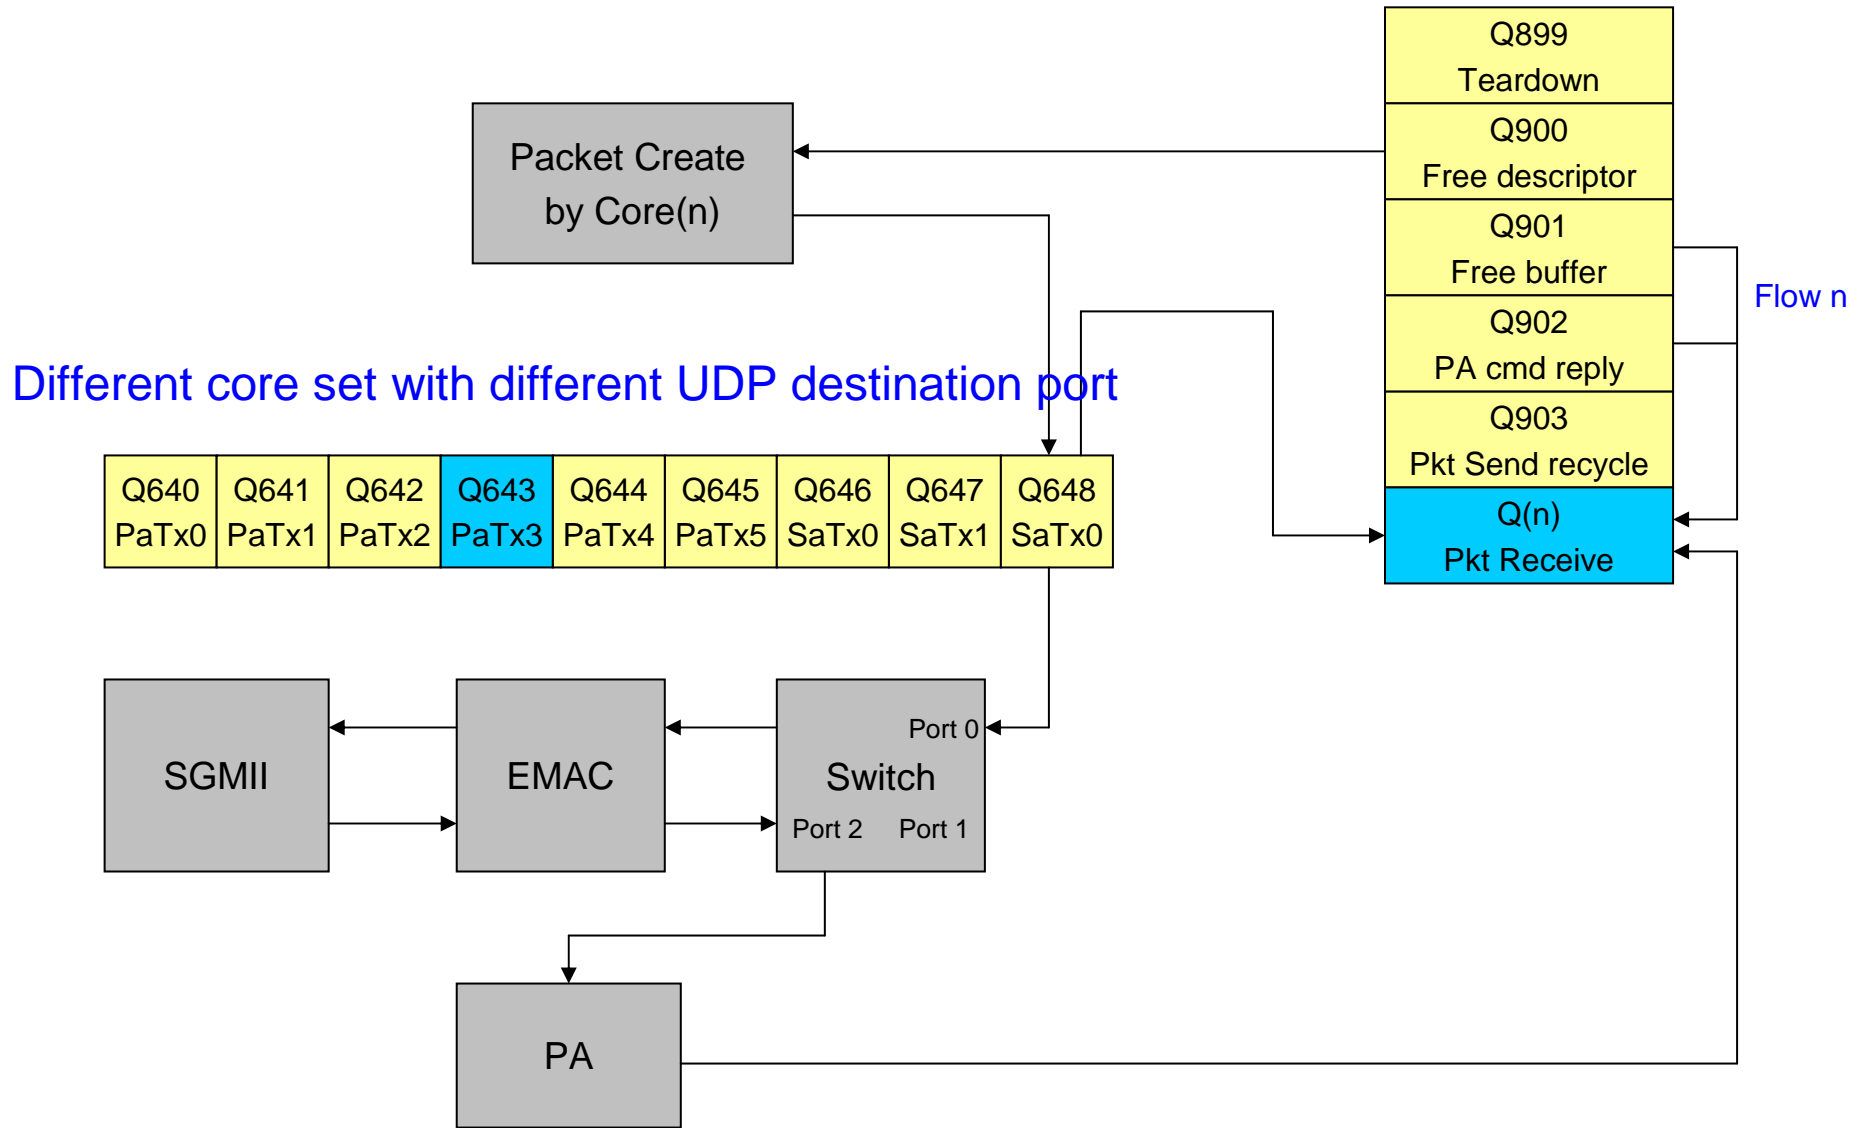 Q899
Teardown
Q900
Free descriptor
Q901
Free buffer
Q902
PA cmd reply
Q903
Pkt Send recycle
Q(n)
Pkt Receive
Flow n
Packet Create
by Core(n)
Different core set with different UDP destination port
Q640
PaTx0
Q641
PaTx1
Q642
PaTx2
Q643
PaTx3
Q644
PaTx4
Q645
PaTx5
Q646
SaTx0
Q647
SaTx1
Q648
SaTx0
SGMII
EMAC
Port 0
Switch
Port 2
Port 1
PA